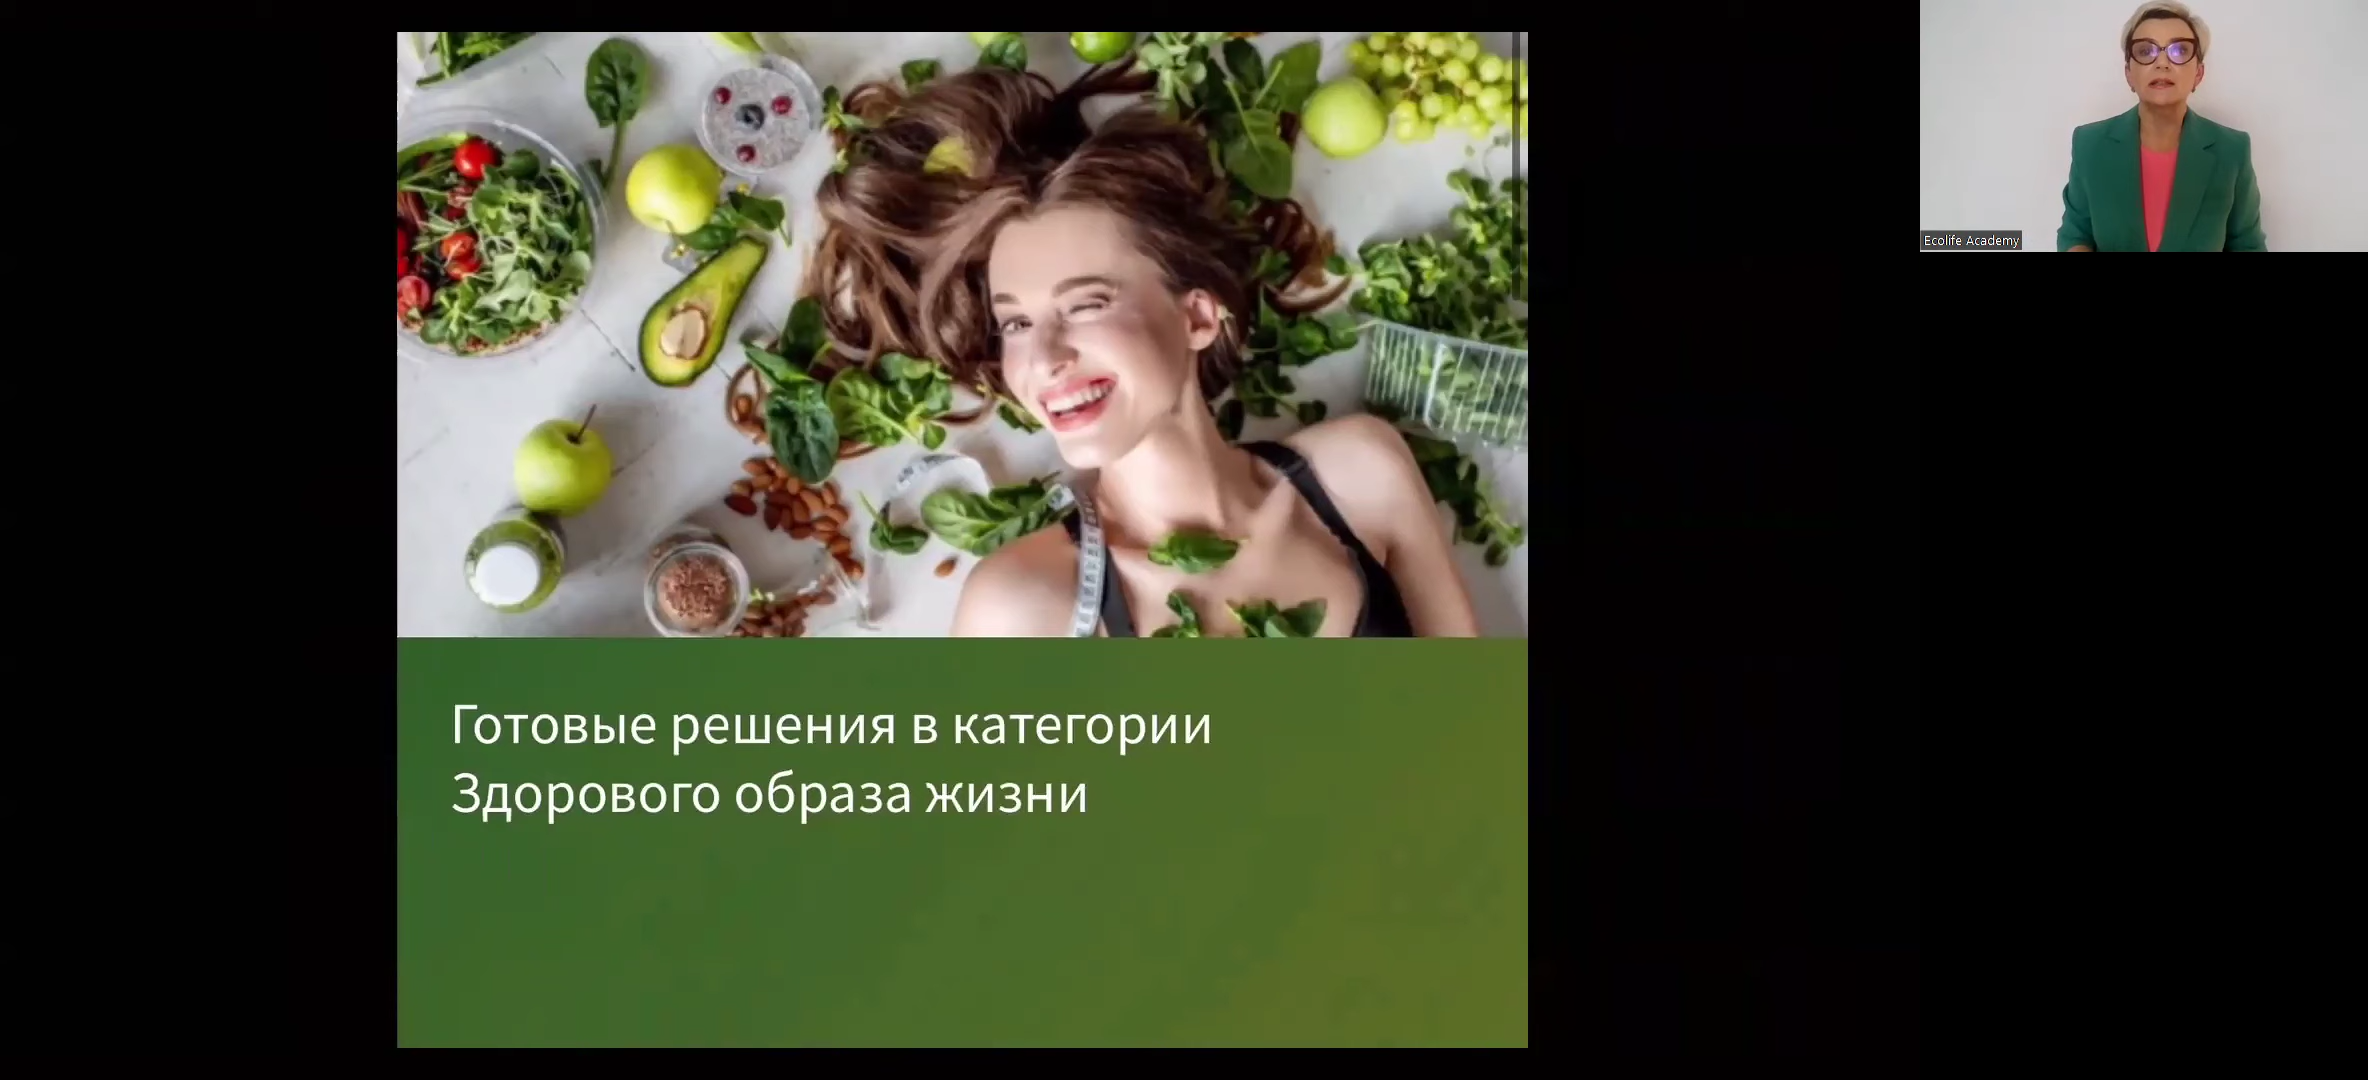 Ecolife Academy
Готовые решения в категории
Здорового образа жизни